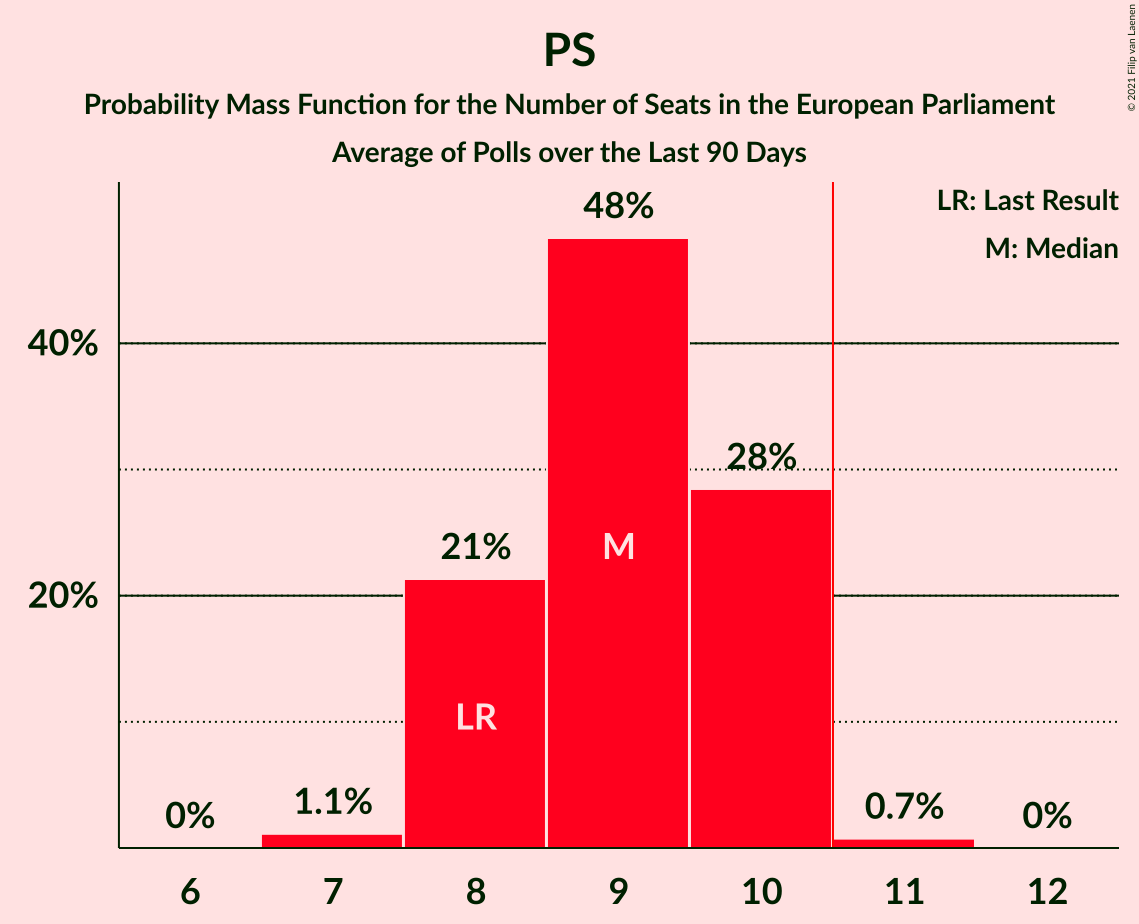 PS
Probability Mass Function for the Number of Seats in the European Parliament
Average of Polls over the Last 90 Days
© 2021 Filip van Laenen
LR: Last Result
M: Median
40%
20%
0%
1.1%
21%
48%
28%
0.7%
0%
LR
M
6 7 8 9 10 11 12